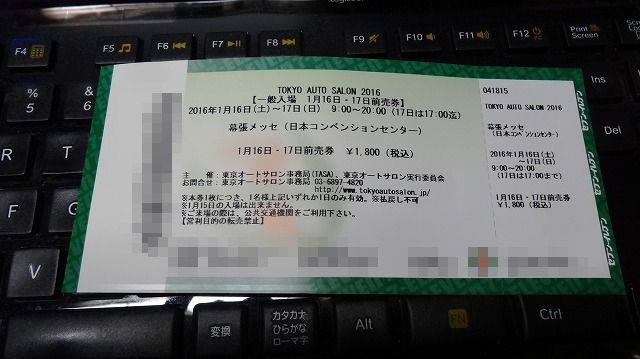 Logicool
F4
F5
F6
F7
F8
F9
F10
F11
F12
Print
Screen
%
5
6
E
R
D
C
V
Ins
Del
TOKYO AUTO SALON 2016
【一般入場 1月16日・17日前売券】
2016年1月16日(土)~17日(日) 9:00~20:00 (17日は17:00迄)
幕張メッセ (日本コンベンションセンター)
1月16日・17日前売券 ¥1,800(税込)
主 催:東京オートサロン事務局(TASA)、東京オートサロン実行委員会
お問合せ:東京オートサロン事務局 03-6897-4820
http://www.tokyoautosalon.jp/
※本券1枚につき、1名様上記いずれか1日のみ有効。※払戻し不可
※1月15日の入場は出来ません。
※ご来場の際は、公共交通機関をご利用下さい。
【営利目的の転売禁止】
041815
TOKYO AUTO SALON 2016
幕張メッセ
(日本コンベンションセンター)
2016年1月16日(土)
~17日(日)
9:00~20:00
(17日は17:00まで)
1月16日・17日前売券
¥1,800(税込)
変換
カタカナ
ひらがな
ローマ字
Alt
FN
Ctrl